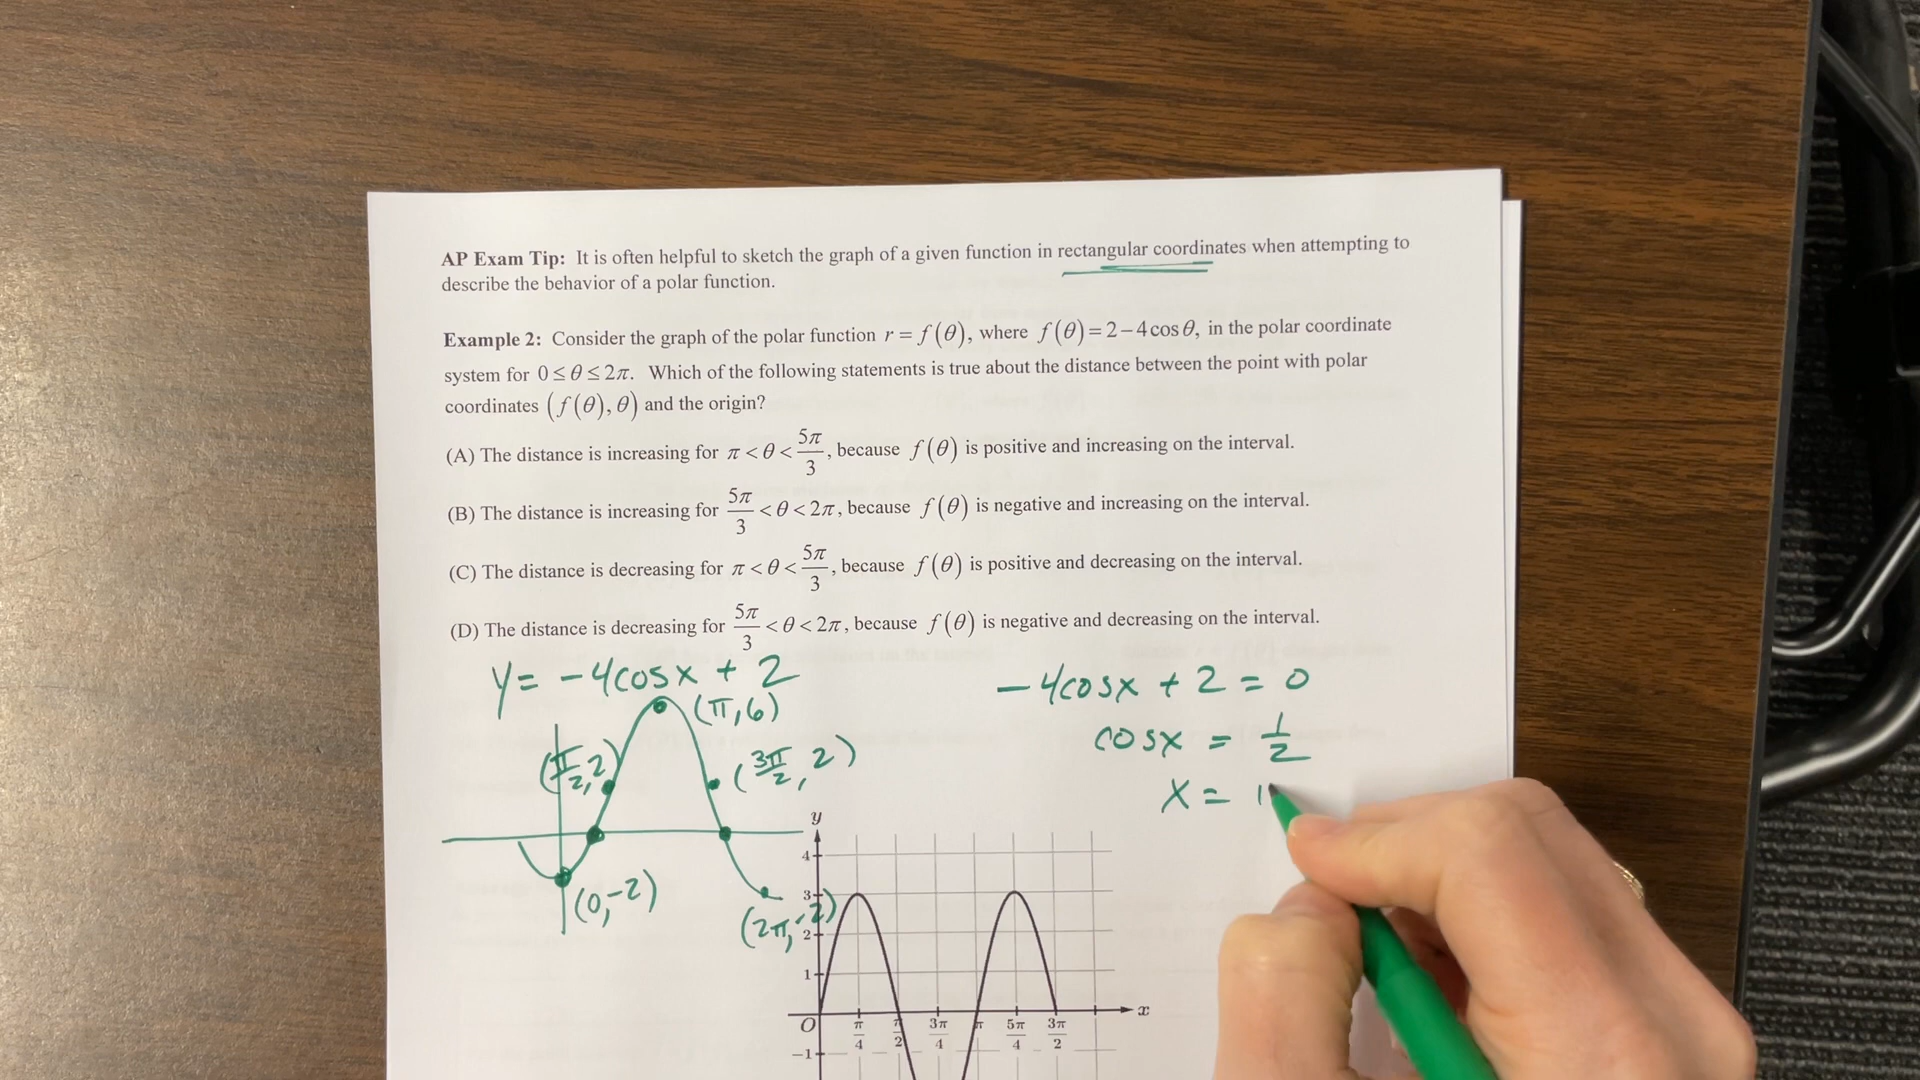 AP Exam Tip: It is often helpful to sketch the graph of a given function in rectangular coordinates when attempting to
describe the behavior of a polar function.
Example 2: Consider the graph of the polar function r = f(θ), where f(θ) = 2 − 4 cos θ, in the polar coordinate
system for 0 ≤ θ ≤ 2π. Which of the following statements is true about the distance between the point with polar
coordinates (f(θ), θ) and the origin?
(A) The distance is increasing for π < θ < 5π/3, because f(θ) is positive and increasing on the interval.
(B) The distance is increasing for 5π/3 < θ < 2π, because f(θ) is negative and increasing on the interval.
(C) The distance is decreasing for π < θ < 5π/3, because f(θ) is positive and decreasing on the interval.
(D) The distance is decreasing for 5π/3 < θ < 2π, because f(θ) is negative and decreasing on the interval.
y = −4cosx + 2
(π, 6)
(π/2, 2)
(3π/2, 2)
(0, −2)
(2π, −2)
−4cosx + 2 = 0
cosx = 1/2
x =
y
4
3
2
1
O
−1
π/4
π/2
3π/4
π
5π/4
3π/2
x